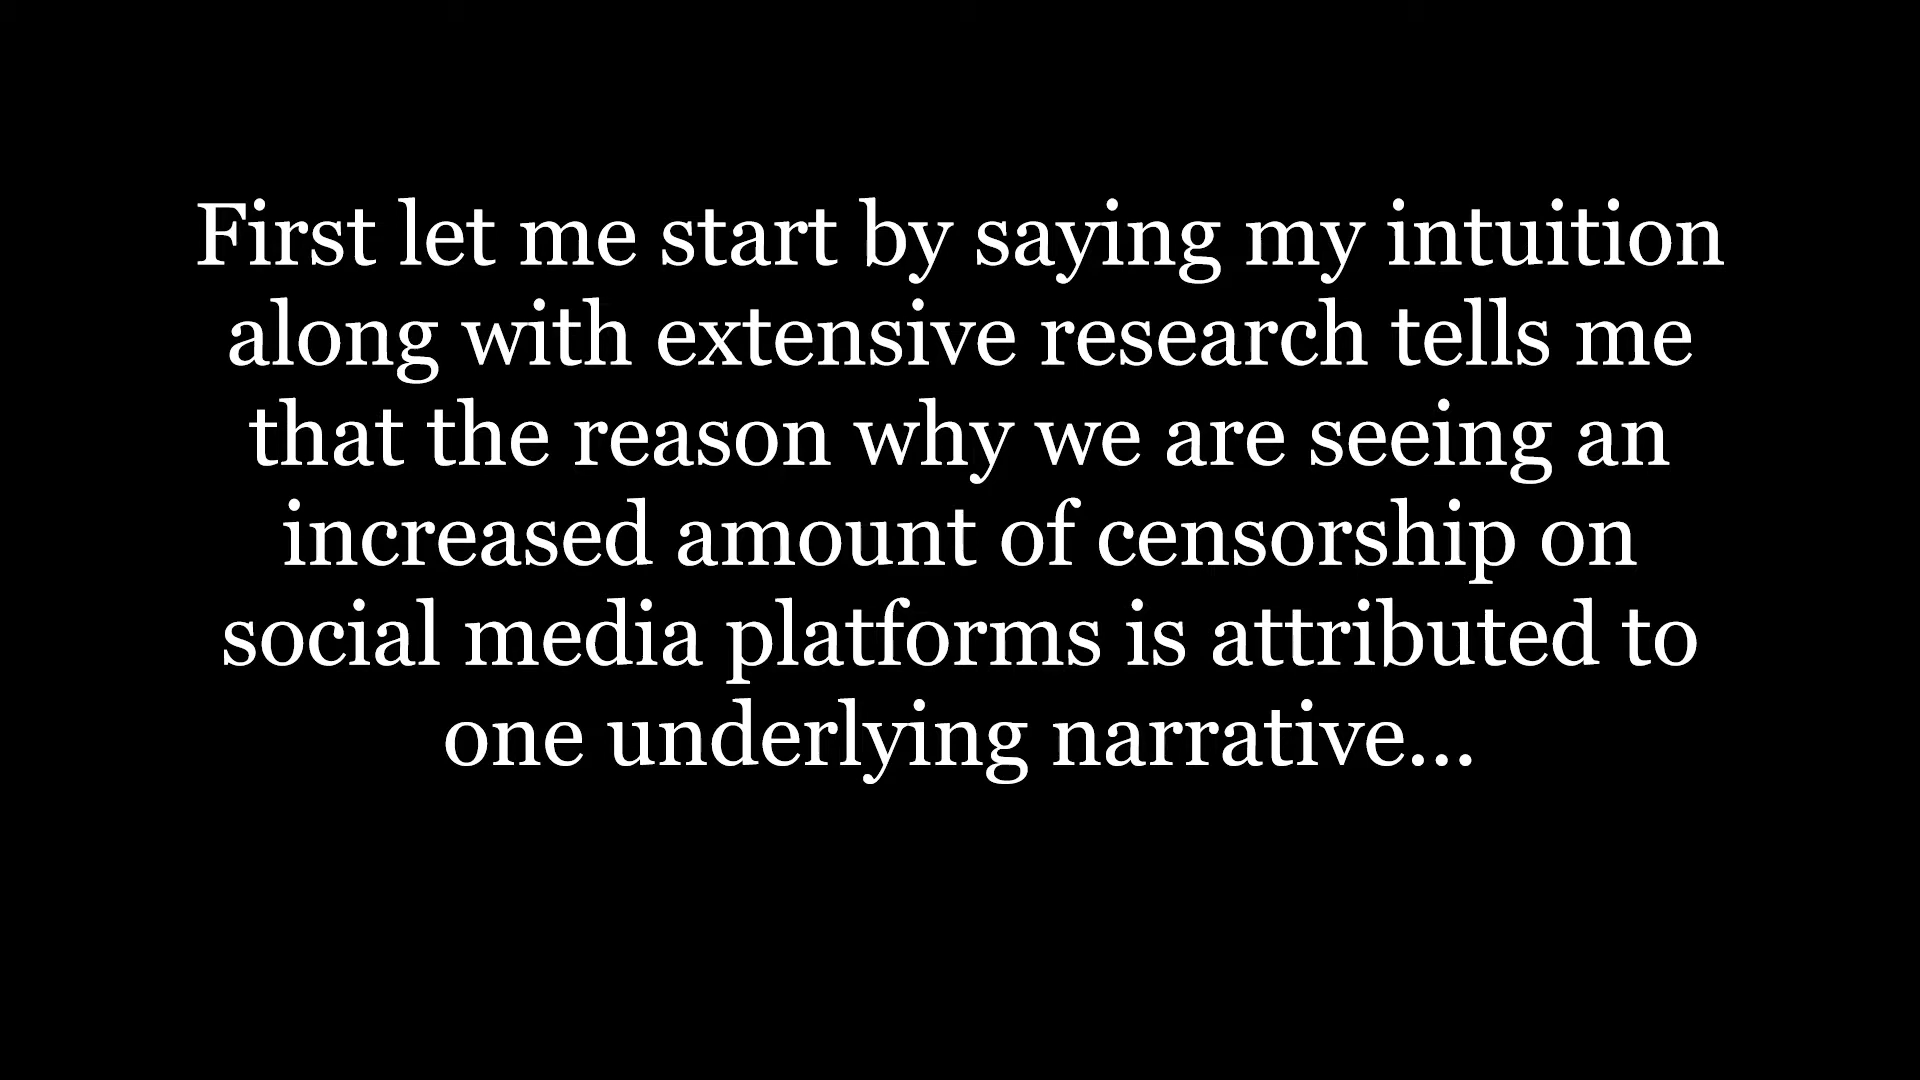 First let me start by saying my intuition
along with extensive research tells me
that the reason why we are seeing an
increased amount of censorship on
social media platforms is attributed to
one underlying narrative...